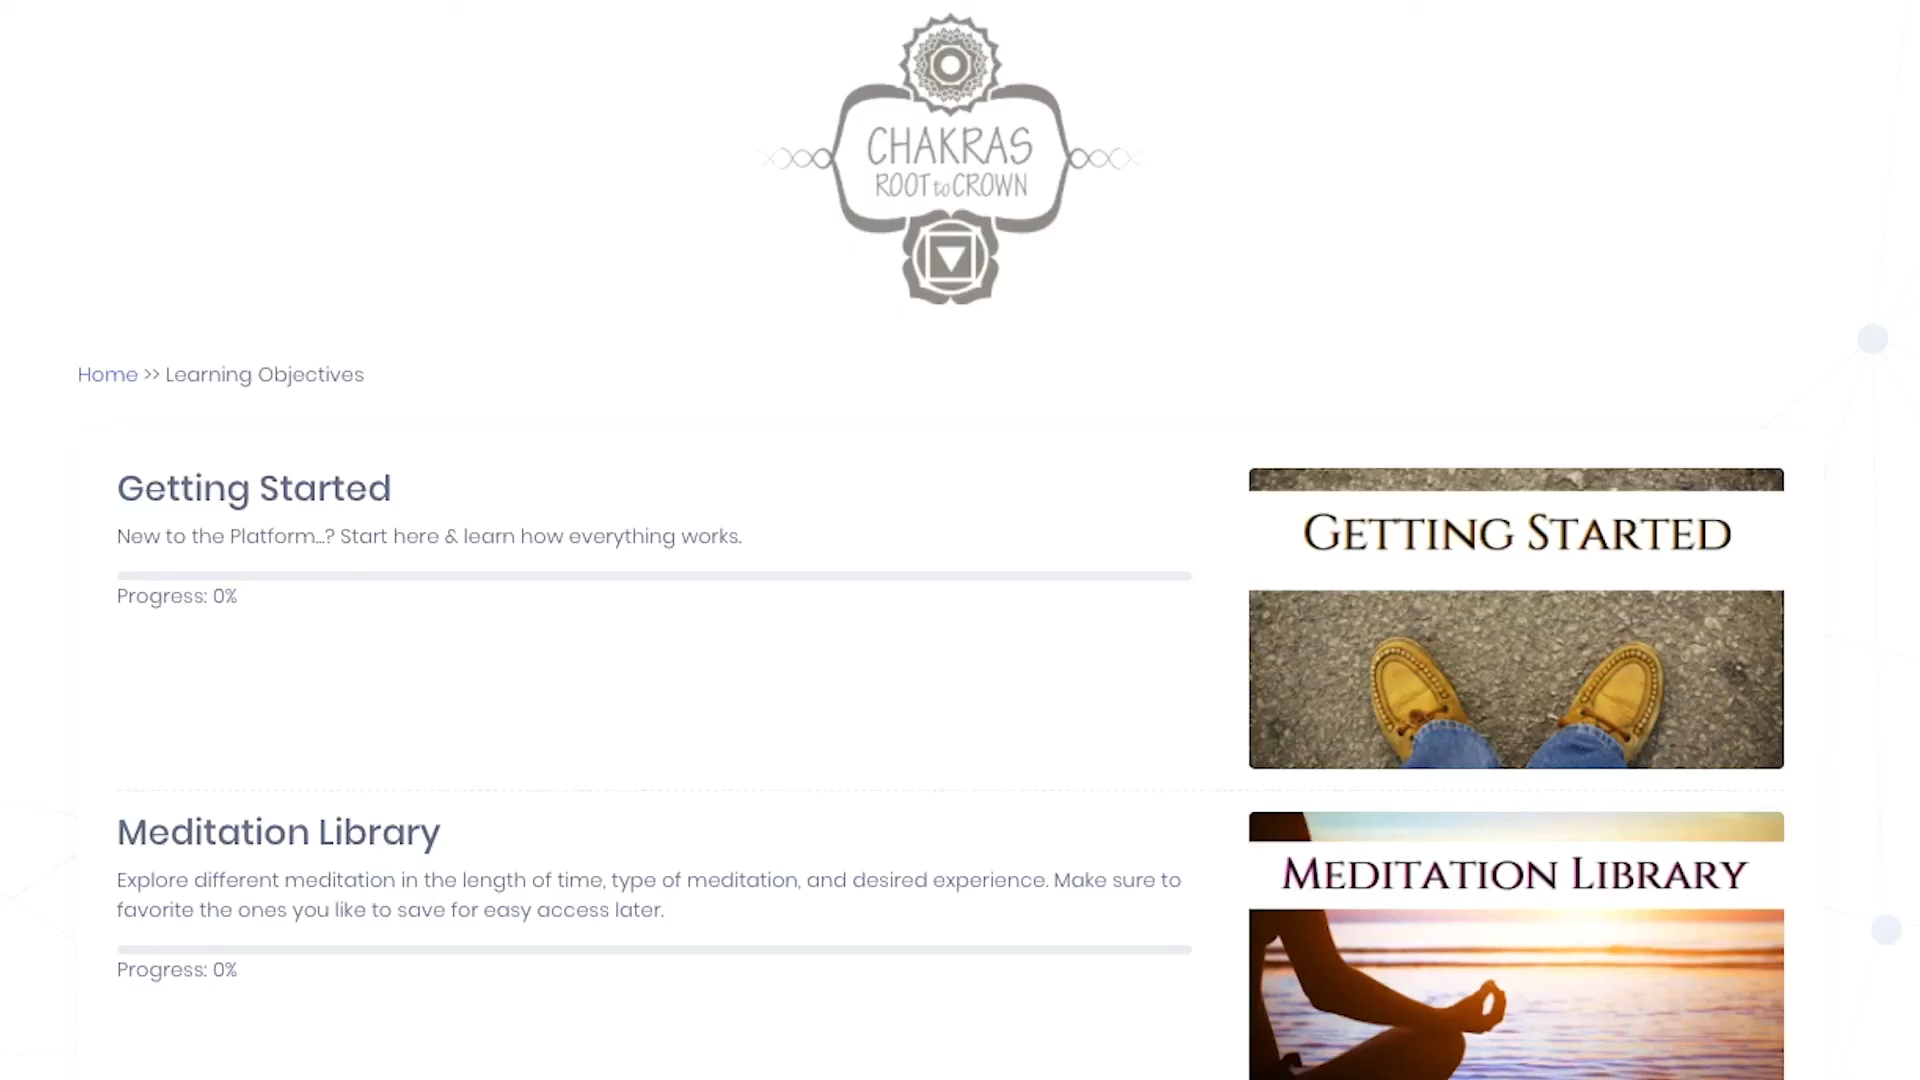 CHAKRAS
ROOT to CROWN
Home >> Learning Objectives
Getting Started
New to the Platform...? Start here & learn how everything works.
Progress: 0%
GETTING STARTED
Meditation Library
Explore different meditation in the length of time, type of meditation, and desired experience. Make sure to
favorite the ones you like to save for easy access later.
Progress: 0%
MEDITATION LIBRARY